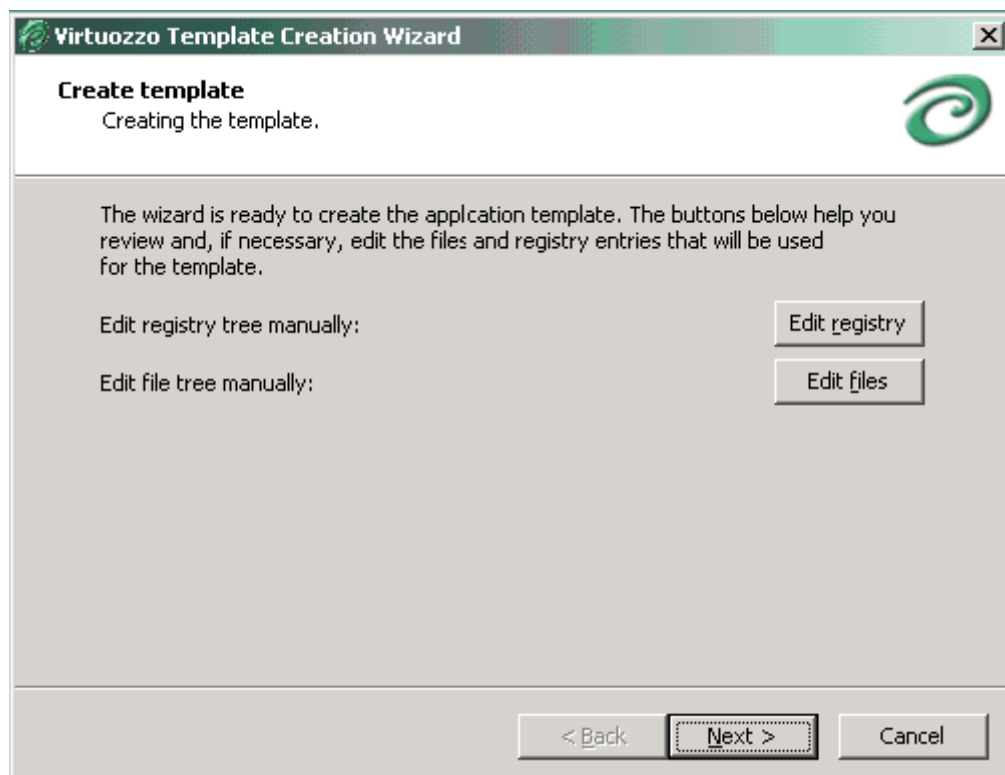 Virtuozzo Template Creation Wizard
Create template
Creating the template.
The wizard is ready to create the applcation template. The buttons below help you
review and, if necessary, edit the files and registry entries that will be used
for the template.
Edit registry tree manually:
Edit registry
Edit file tree manually:
Edit files
< Back
Next >
Cancel